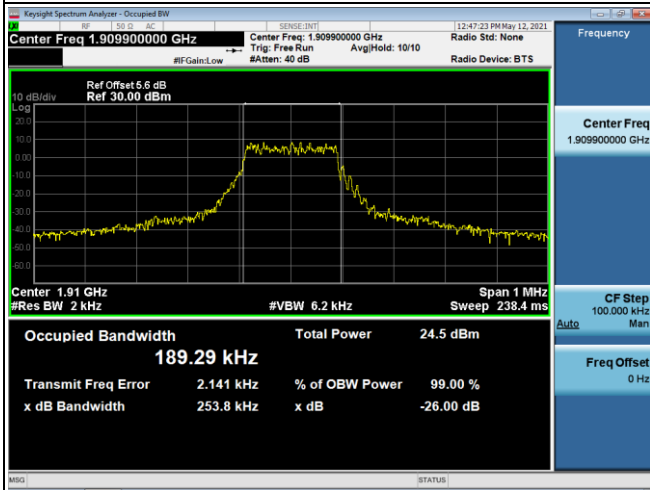 Keysight Spectrum Analyzer - Occupied BW
RF 50 Ω AC SENSE:INT 12:47:23 PM May 12, 2021
Center Freq 1.909900000 GHz Center Freq: 1.909900000 GHz Radio Std: None
Trig: Free Run Avg|Hold: 10/10
#IFGain:Low #Atten: 40 dB Radio Device: BTS
Frequency
Ref Offset 5.6 dB
10 dB/div Ref 30.00 dBm
Log
20.0
10.0
0.00
-10.0
-20.0
-30.0
-40.0
-50.0
-60.0
Center 1.91 GHz Span 1 MHz
#Res BW 2 kHz #VBW 6.2 kHz Sweep 238.4 ms
Occupied Bandwidth Total Power 24.5 dBm
189.29 kHz
Transmit Freq Error 2.141 kHz % of OBW Power 99.00 %
x dB Bandwidth 253.8 kHz x dB -26.00 dB
Center Freq
1.909900000 GHz
CF Step
100.000 kHz
Auto Man
Freq Offset
0 Hz
MSG STATUS